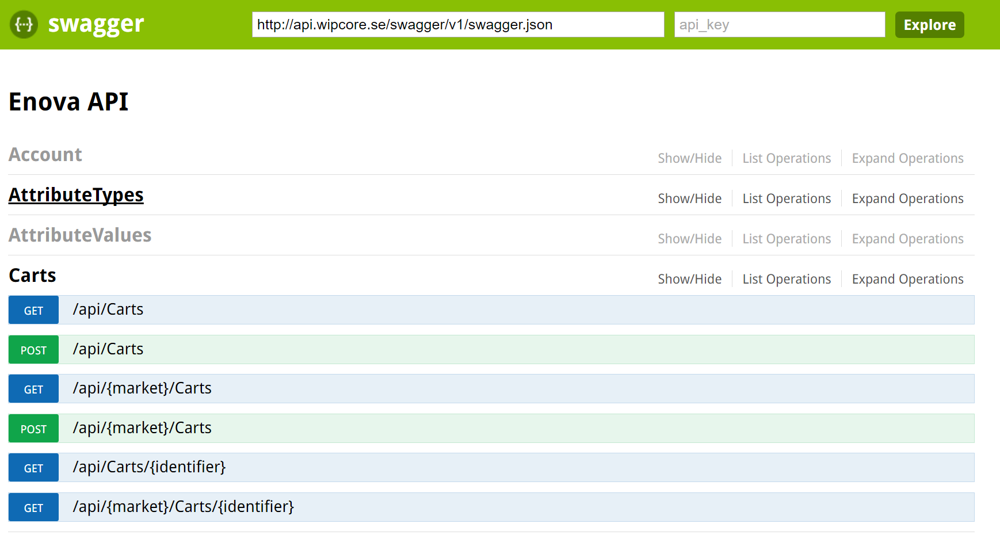 {···} swagger http://api.wipcore.se/swagger/v1/swagger.json api_key Explore
Enova API
Account Show/Hide List Operations Expand Operations
AttributeTypes Show/Hide List Operations Expand Operations
AttributeValues Show/Hide List Operations Expand Operations
Carts Show/Hide List Operations Expand Operations
GET /api/Carts
POST /api/Carts
GET /api/{market}/Carts
POST /api/{market}/Carts
GET /api/Carts/{identifier}
GET /api/{market}/Carts/{identifier}